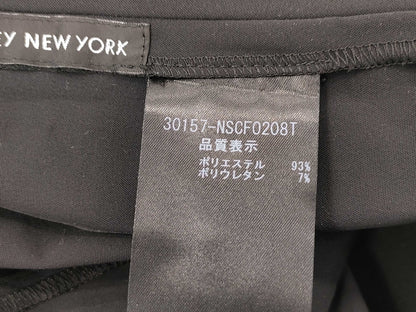 EY NEW YORK
30157-NSCF0208T
品質表示
ポリエステル 93%
ポリウレタン 7%